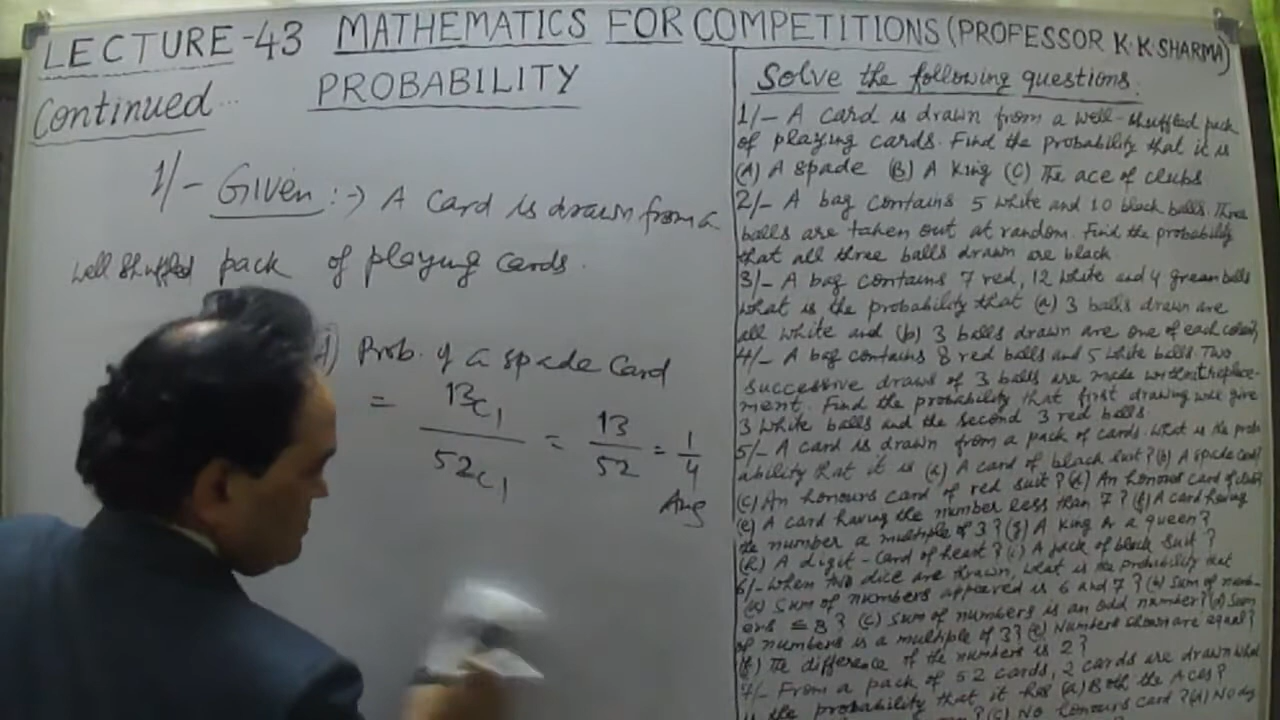 LECTURE-43 MATHEMATICS FOR COMPETITIONS (PROFESSOR K.K.SHARMA)
Continued... PROBABILITY
1/- Given :-) A Card is drawn from a
well shuffled pack of playing cards.
A) Prob. of a spade Card
= 13C1 / 52C1 = 13/52 = 1/4
Ans
Solve the following questions.
1/- A card is drawn from a well-shuffled pack
of playing cards. Find the probability that it is
(A) A spade (B) A King (C) The ace of clubs
2/- A bag contains 5 white and 10 black balls. Three
balls are taken out at random. Find the probability
that all three balls drawn are black.
3/- A bag contains 7 red, 12 white and 4 green balls
what is the probability that (a) 3 balls drawn are
all white and (b) 3 balls drawn are one of each colour?
4/- A bag contains 8 red balls and 5 white balls. Two
successive draws of 3 balls are made without replace-
ment. Find the probability that first drawing will give
3 white balls and the second 3 red balls.
5/- A card is drawn from a pack of cards. What is the prob-
ability that it is (a) A card of black suit? (b) A spade card?
(c) An honours card of red suit? (d) An honours card of club?
(e) A card having the number less than 7? (f) A card having
the number a multiple of 3? (g) A king or a queen?
(h) A digit-card of heart? (i) A jack of black suit?
6/- When two dice are thrown, what is the probability that
(a) Sum of numbers appeared is 6 and 7? (b) Sum of numb-
ers ≤ 8? (c) Sum of numbers is an odd number? (d) Sum
of numbers is a multiple of 3? (e) Numbers shown are equal?
(f) The difference of the numbers is 2?
7/- From a pack of 52 cards, 2 cards are drawn what
is the probability that it has (a) Both the Aces?
? (c) No honours card? (d) No